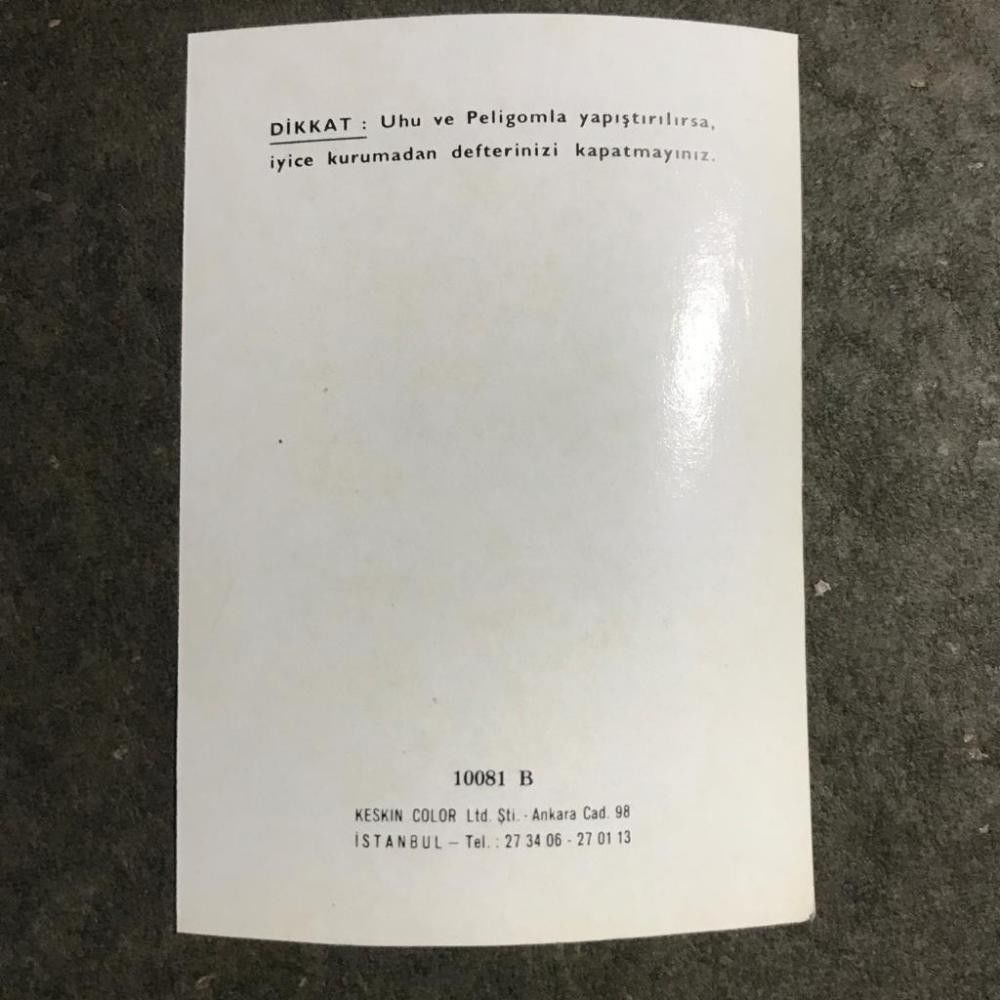 DİKKAT : Uhu ve Peligomla yapıştırılırsa,
iyice kurumadan defterinizi kapatmayınız.
10081 B
KESKİN COLOR Ltd. Şti. - Ankara Cad. 98
İSTANBUL – Tel. : 27 34 06 - 27 01 13